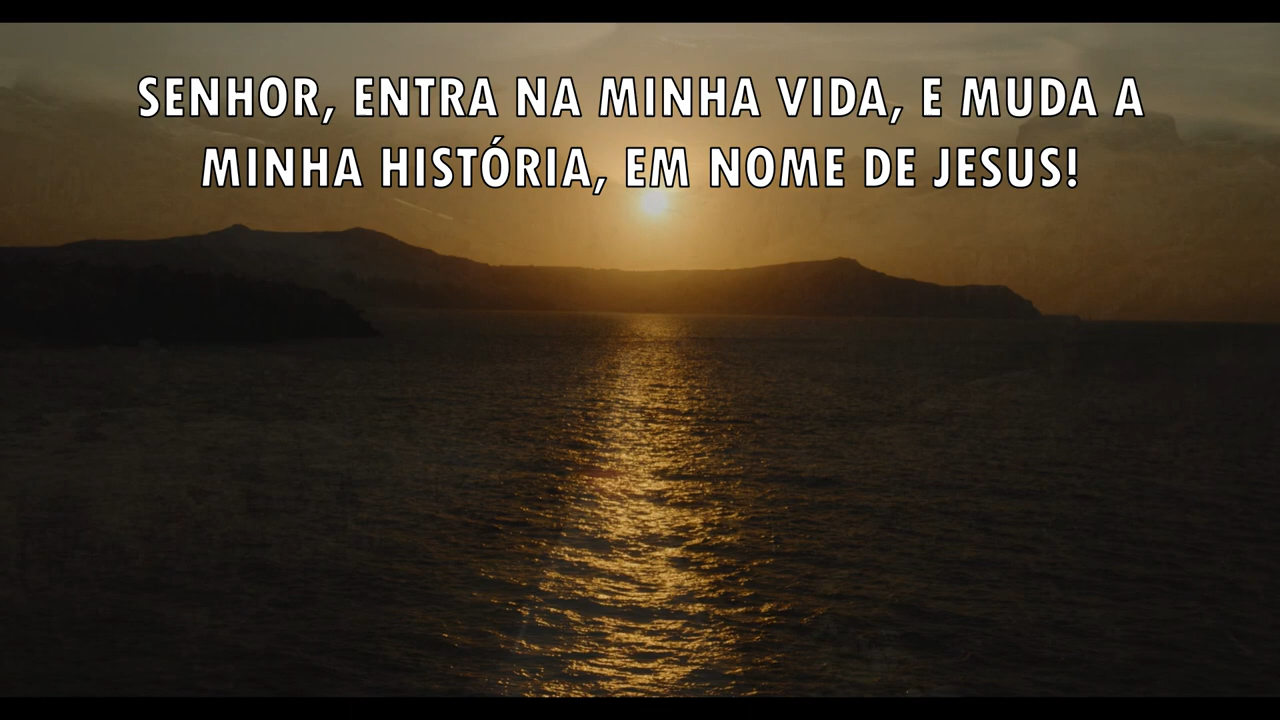 SENHOR, ENTRA NA MINHA VIDA, E MUDA A
MINHA HISTÓRIA, EM NOME DE JESUS!